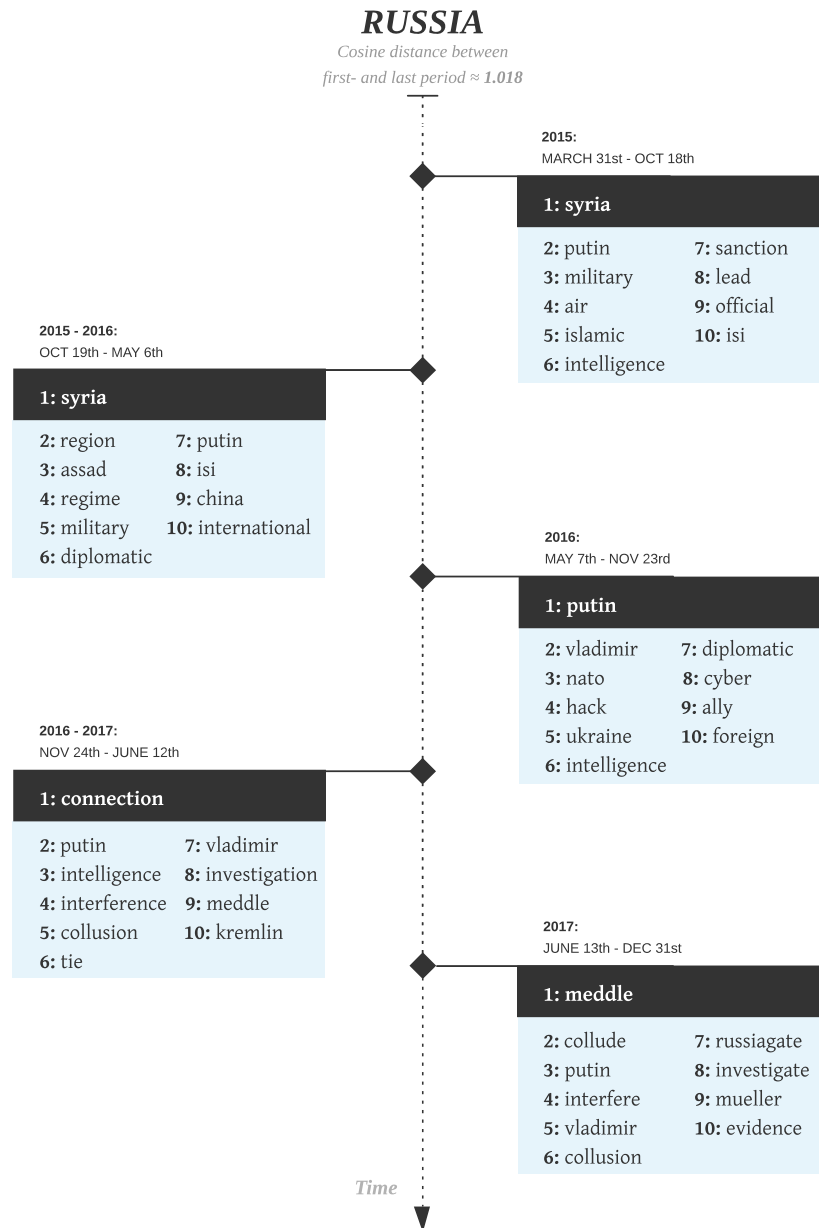 RUSSIA
Cosine distance between
first- and last period ≈ 1.018
2015:
MARCH 31st - OCT 18th
1: syria
2: putin
3: military
4: air
5: islamic
6: intelligence
7: sanction
8: lead
9: official
10: isi
2015 - 2016:
OCT 19th - MAY 6th
1: syria
2: region
3: assad
4: regime
5: military
6: diplomatic
7: putin
8: isi
9: china
10: international
2016:
MAY 7th - NOV 23rd
1: putin
2: vladimir
3: nato
4: hack
5: ukraine
6: intelligence
7: diplomatic
8: cyber
9: ally
10: foreign
2016 - 2017:
NOV 24th - JUNE 12th
1: connection
2: putin
3: intelligence
4: interference
5: collusion
6: tie
7: vladimir
8: investigation
9: meddle
10: kremlin
2017:
JUNE 13th - DEC 31st
1: meddle
2: collude
3: putin
4: interfere
5: vladimir
6: collusion
7: russiagate
8: investigate
9: mueller
10: evidence
Time